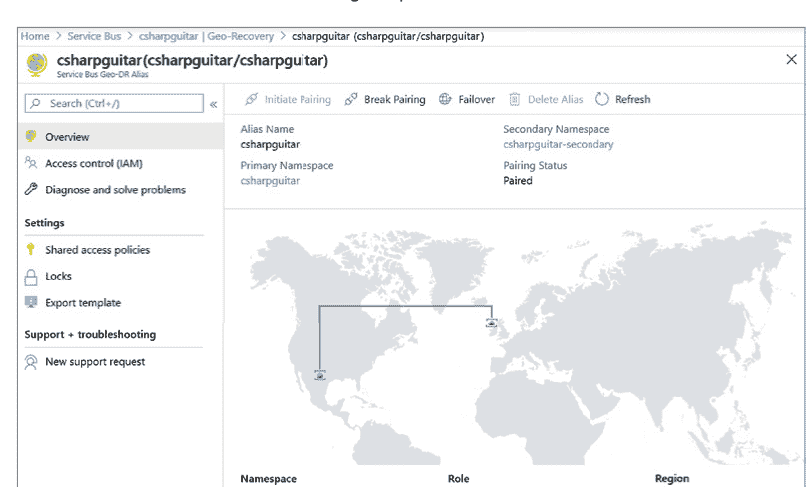 Home > Service Bus > csharpguitar | Geo-Recovery > csharpguitar (csharpguitar/csharpguitar)
csharpguitar(csharpguitar/csharpguitar)
Service Bus Geo-DR Alias
Search (Ctrl+/)
Initiate Pairing Break Pairing Failover Delete Alias Refresh
Overview
Access control (IAM)
Diagnose and solve problems
Settings
Shared access policies
Locks
Export template
Support + troubleshooting
New support request
Alias Name
csharpguitar
Secondary Namespace
csharpguitar-secondary
Primary Namespace
csharpguitar
Pairing Status
Paired
Namespace Role Region